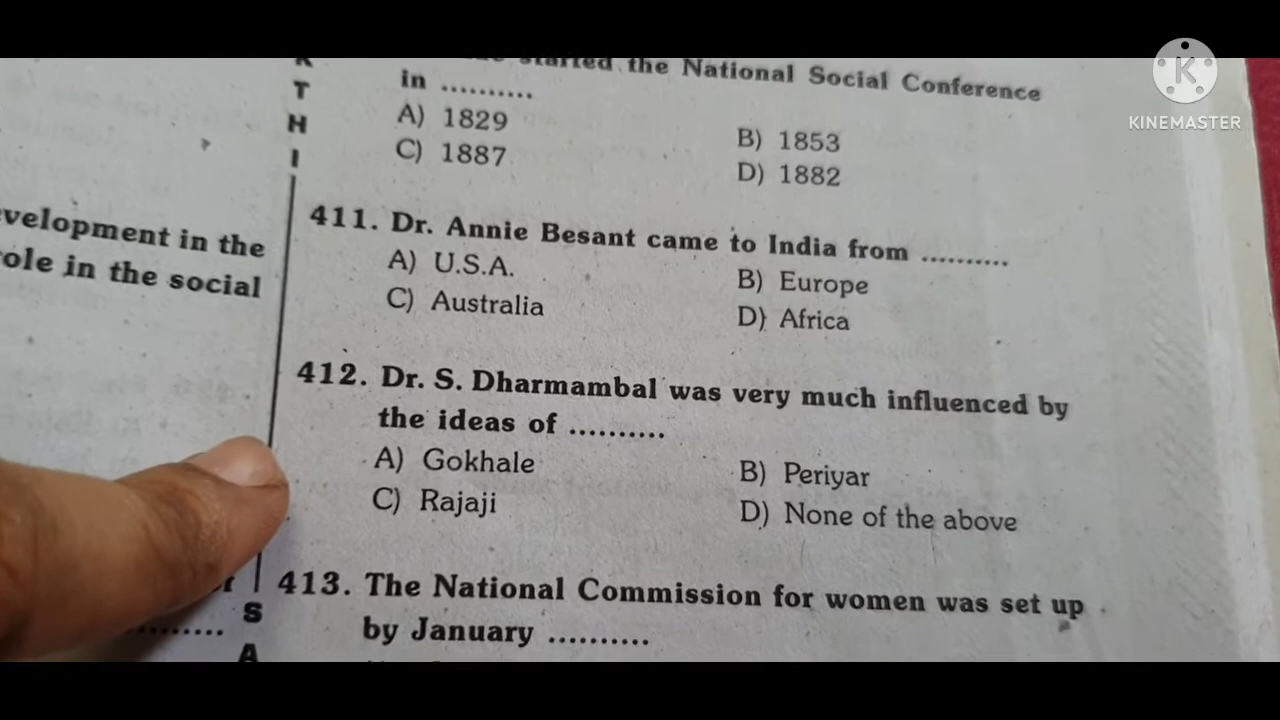 velopment in the
ole in the social
T
H
I
S
A
started the National Social Conference
in ..........
A) 1829
B) 1853
C) 1887
D) 1882
411. Dr. Annie Besant came to India from ..........
A) U.S.A.
B) Europe
C) Australia
D) Africa
412. Dr. S. Dharmambal was very much influenced by
the ideas of ..........
A) Gokhale
B) Periyar
C) Rajaji
D) None of the above
413. The National Commission for women was set up
by January ..........
KINEMASTER